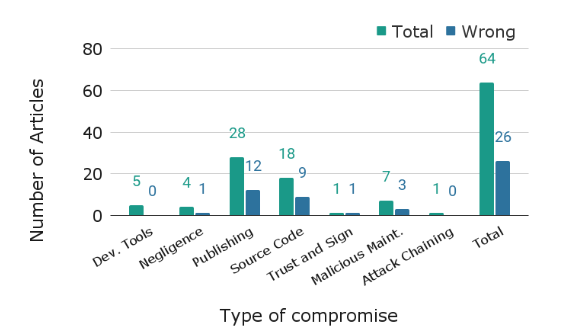 Total Wrong
Number of Articles
80
60
40
20
0
5 0
4 1
28 12
18 9
1 1
7 3
1 0
64 26
Dev. Tools
Negligence
Publishing
Source Code
Trust and Sign
Malicious Maint.
Attack Chaining
Total
Type of compromise